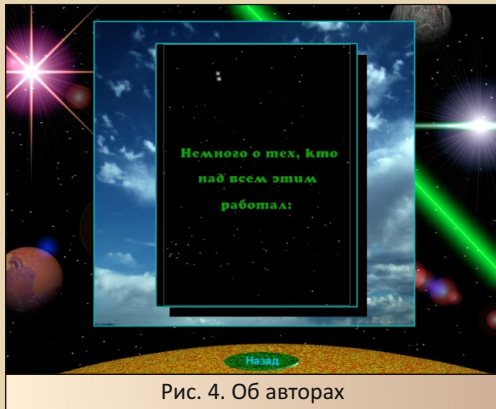 Немного о тех, кто
над всем этим
работал:
Назад
Рис. 4. Об авторах